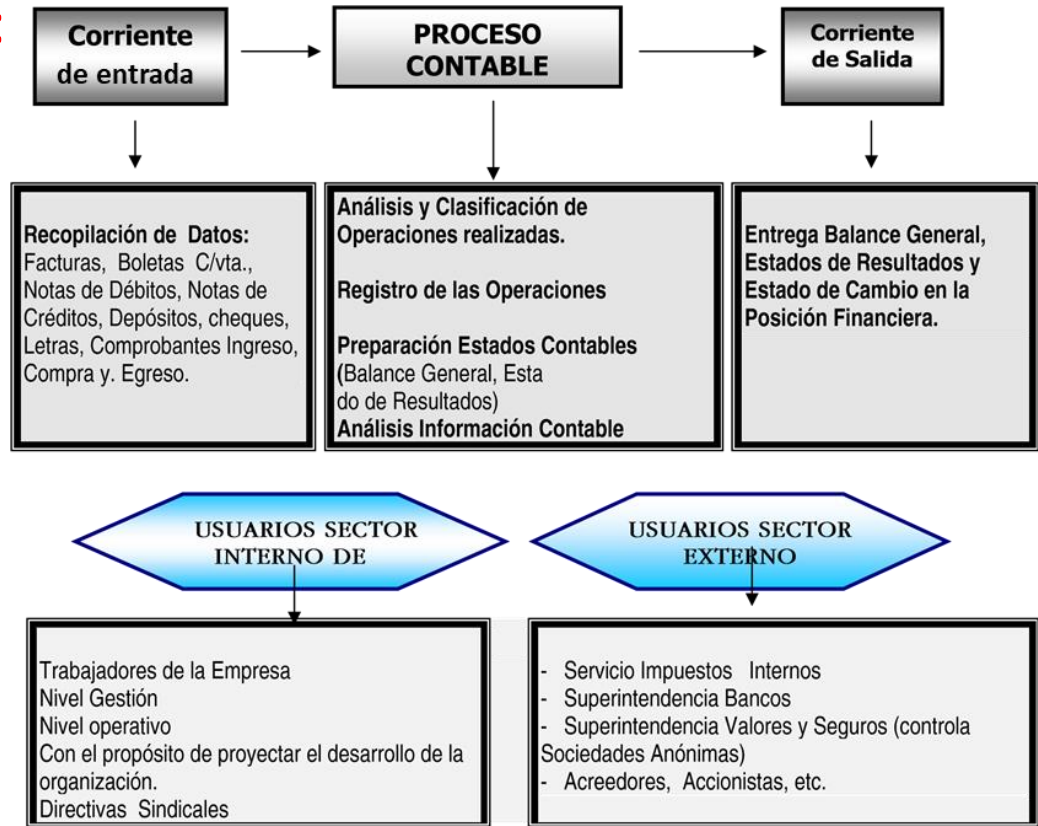 :
Corriente
de entrada
PROCESO
CONTABLE
Corriente
de Salida
Recopilación de Datos:
Facturas, Boletas C/vta.,
Notas de Débitos, Notas de
Créditos, Depósitos, cheques,
Letras, Comprobantes Ingreso,
Compra y. Egreso.
Análisis y Clasificación de
Operaciones realizadas.
Registro de las Operaciones
Preparación Estados Contables
(Balance General, Esta
do de Resultados)
Análisis Información Contable
Entrega Balance General,
Estados de Resultados y
Estado de Cambio en la
Posición Financiera.
USUARIOS SECTOR
INTERNO DE
USUARIOS SECTOR
EXTERNO
Trabajadores de la Empresa
Nivel Gestión
Nivel operativo
Con el propósito de proyectar el desarrollo de la
organización.
Directivas Sindicales
- Servicio Impuestos Internos
- Superintendencia Bancos
- Superintendencia Valores y Seguros (controla
Sociedades Anónimas)
- Acreedores, Accionistas, etc.